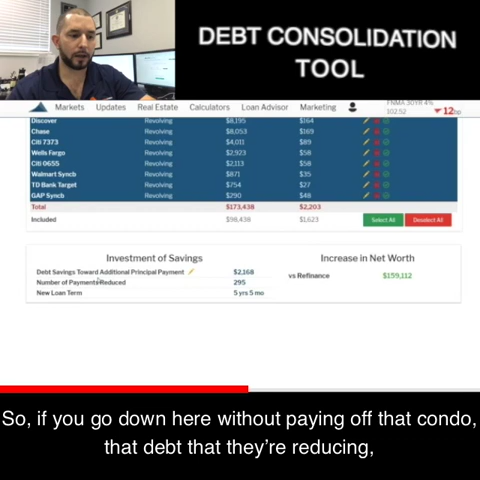 DEBT CONSOLIDATION
TOOL
Markets Updates Real Estate Calculators Loan Advisor Marketing FNMA 30YR 4%
102.52 12bp
Discover Revolving $8,195 $164
Chase Revolving $8,053 $169
Citi 7373 Revolving $4,011 $89
Wells Fargo Revolving $2,923 $58
Citi 0655 Revolving $2,113 $58
Walmart Syncb Revolving $871 $35
TD Bank Target Revolving $754 $27
GAP Syncb Revolving $290 $48
Total $173,438 $2,203
Included $98,438 $1,623 Select All Deselect All
Investment of Savings Increase in Net Worth
Debt Savings Toward Additional Principal Payment $2,168
vs Refinance $159,112
Number of Payments Reduced 295
New Loan Term 5 yrs 5 mo
So, if you go down here without paying off that condo,
that debt that they're reducing,